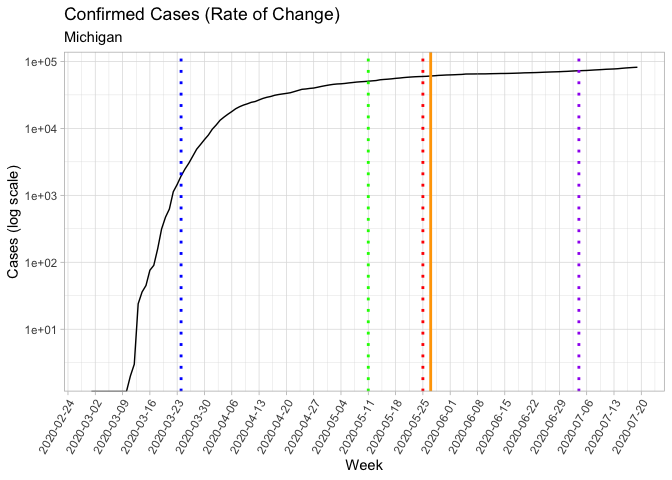 Confirmed Cases (Rate of Change)
Michigan
Cases (log scale)
1e+05
1e+04
1e+03
1e+02
1e+01
2020-02-24
2020-03-02
2020-03-09
2020-03-16
2020-03-23
2020-03-30
2020-04-06
2020-04-13
2020-04-20
2020-04-27
2020-05-04
2020-05-11
2020-05-18
2020-05-25
2020-06-01
2020-06-08
2020-06-15
2020-06-22
2020-06-29
2020-07-06
2020-07-13
2020-07-20
Week